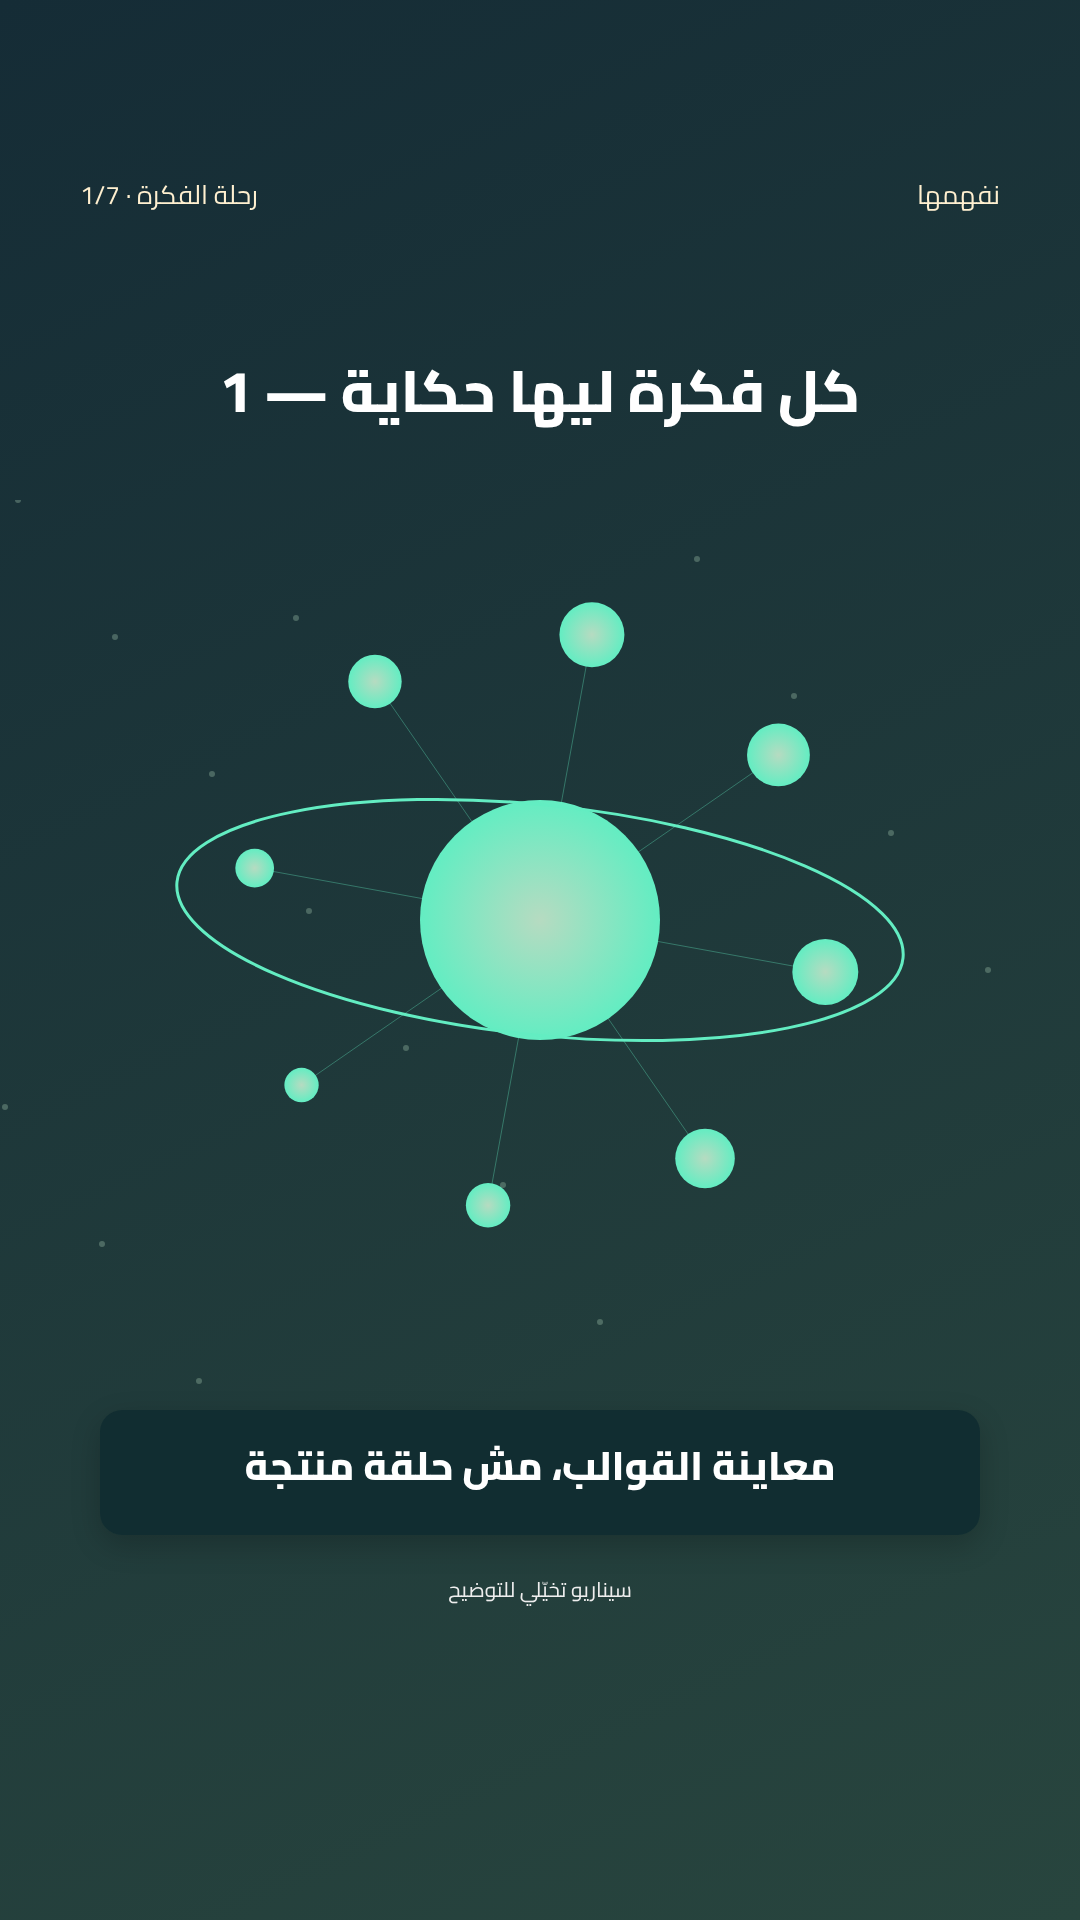 نفهمها
رحلة الفكرة · 1/7
كل فكرة ليها حكاية — 1
معاينة القوالب، مش حلقة منتجة
سيناريو تخيّلي للتوضيح